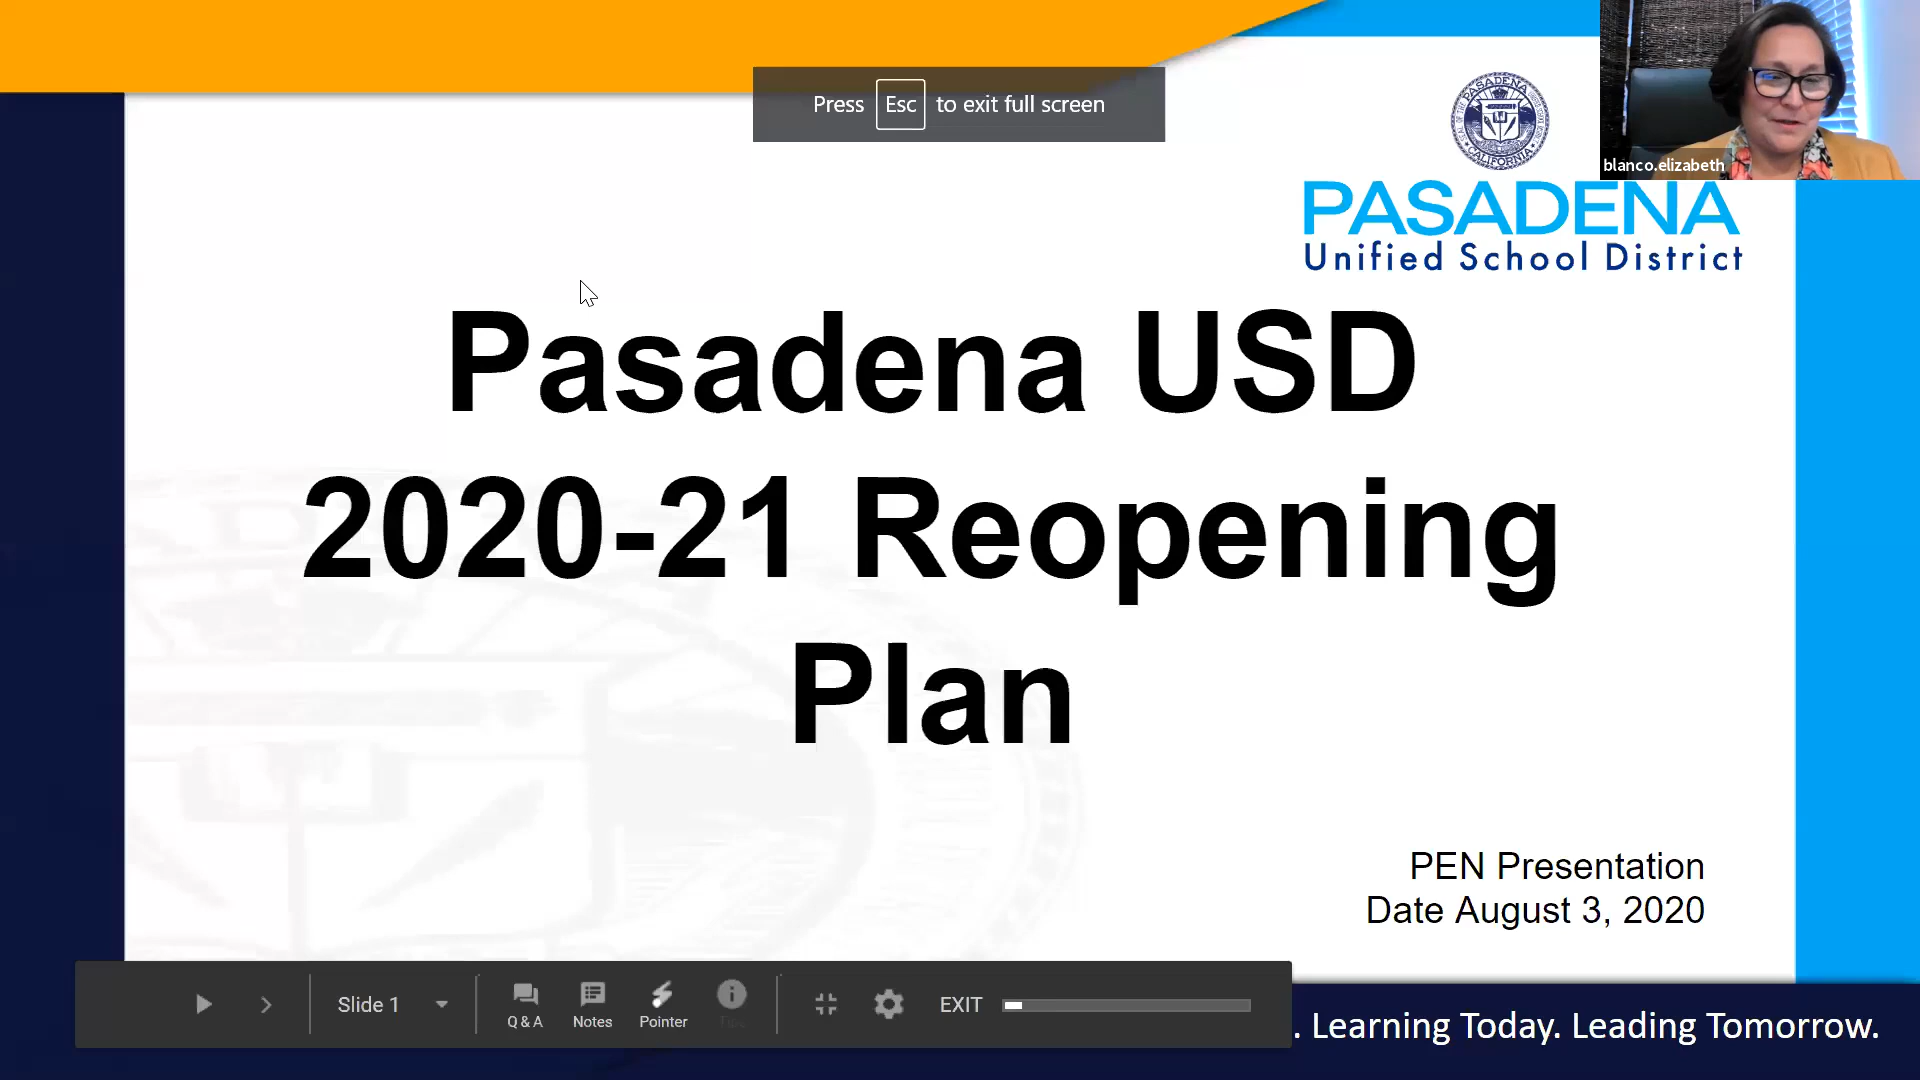 Press Esc to exit full screen
PASADENA
CALIFORNIA
blanco.elizabeth
PASADENA
Unified School District
Pasadena USD
2020-21 Reopening
Plan
PEN Presentation
Date August 3, 2020
Slide 1
Q & A
Notes
Pointer
EXIT
. Learning Today. Leading Tomorrow.